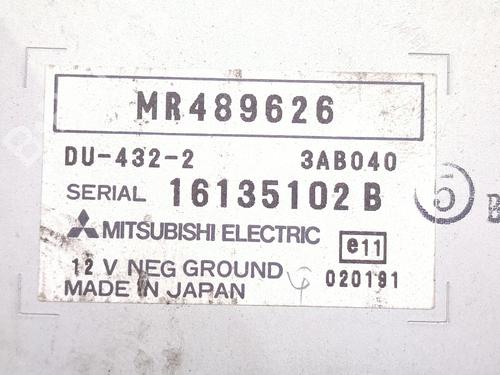 MR489626
DU-432-2 3AB040
SERIAL 16135102 B
MITSUBISHI ELECTRIC
e11
12 V NEG GROUND
020191
MADE IN JAPAN
5
B